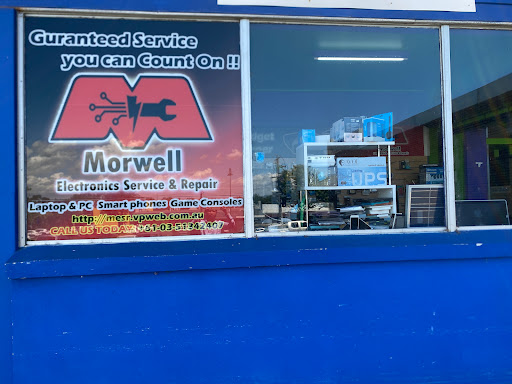 Guranteed Service
you can Count On !!
Morwell
Electronics Service & Repair
Laptop & PC Smart phones Game Consoles
http://mesr.vpweb.com.au
CALL US TODAY +61-03-51342407
UPS